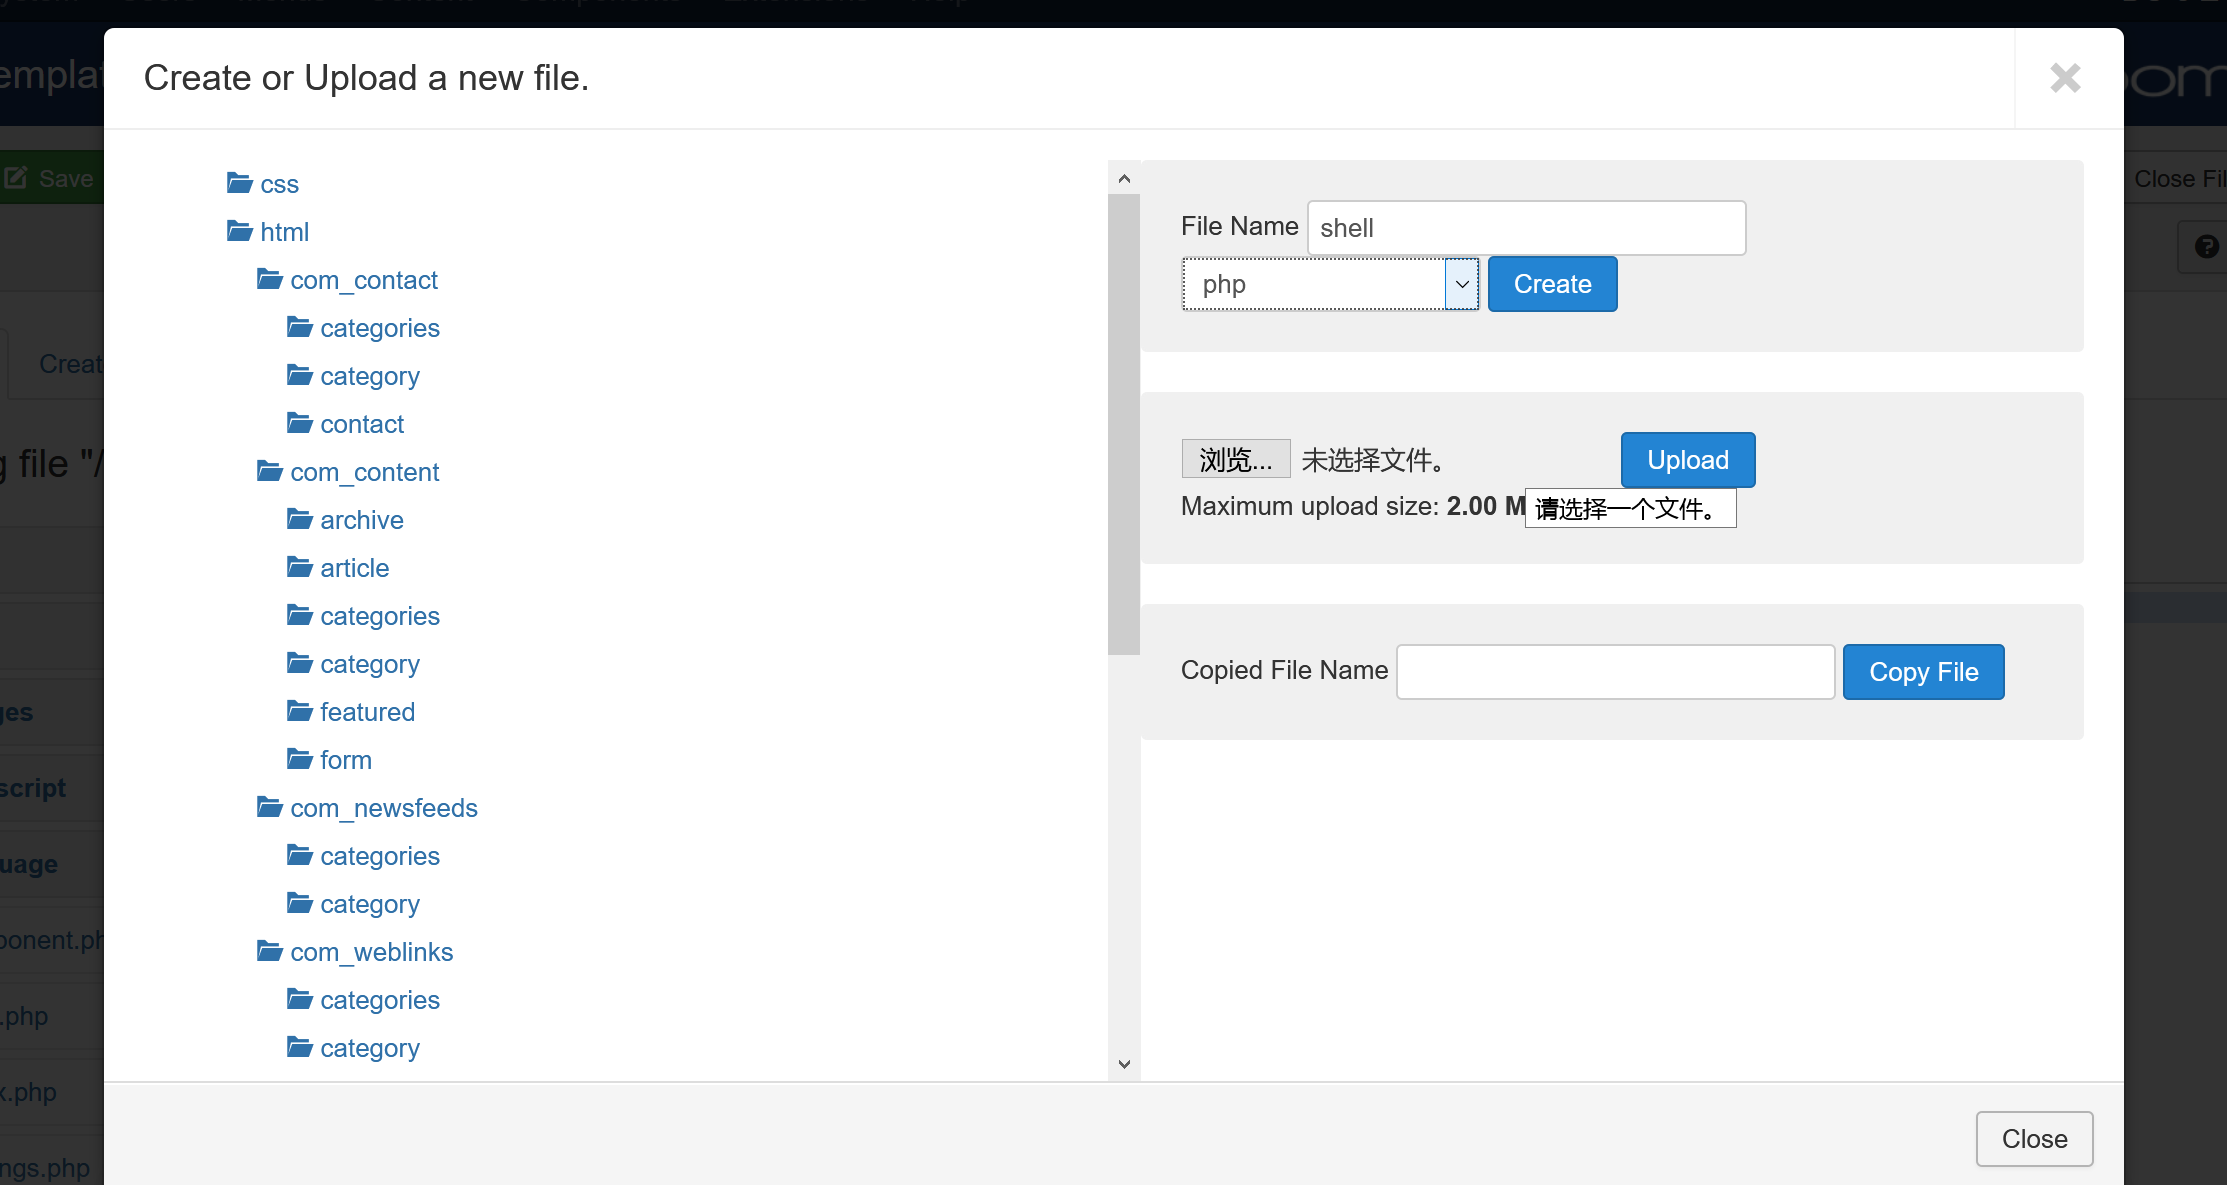 Create or Upload a new file.
Save
Close Fil
css
html
com_contact
categories
category
contact
com_content
archive
article
categories
category
featured
form
com_newsfeeds
categories
category
com_weblinks
categories
category
File Name shell
php Create
浏览... 未选择文件。 Upload
Maximum upload size: 2.00 M
请选择一个文件。
Copied File Name Copy File
Creat
g file "/
ges
script
uage
ponent.ph
.php
x.php
ngs.php
Close